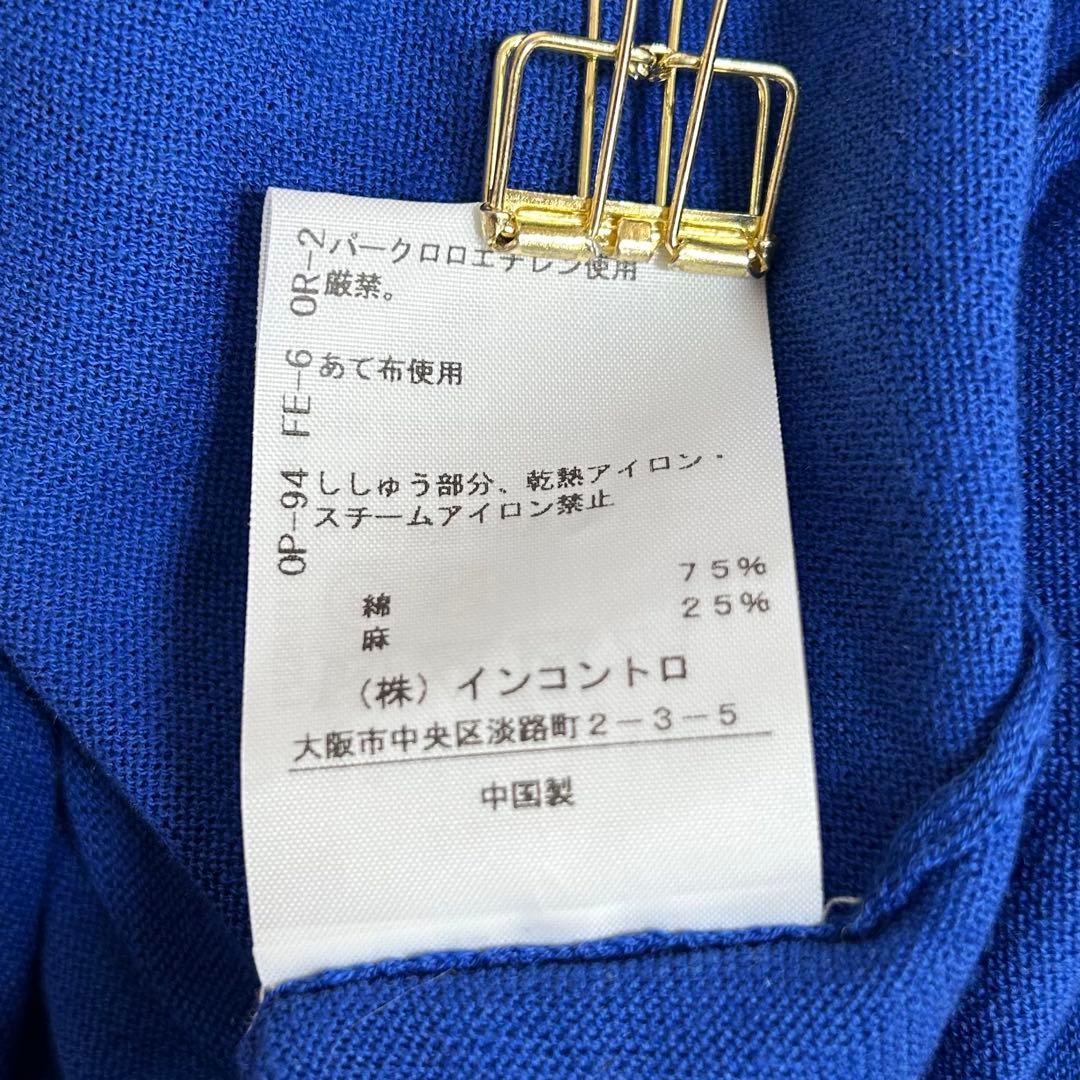 パークロロエチレン使用
厳禁。
あて布使用
ししゅう部分、乾熱アイロン・
スチームアイロン禁止
綿 75%
麻 25%
(株)インコントロ
大阪市中央区淡路町2-3-5
中国製
OP-94 FE-6 OR-2